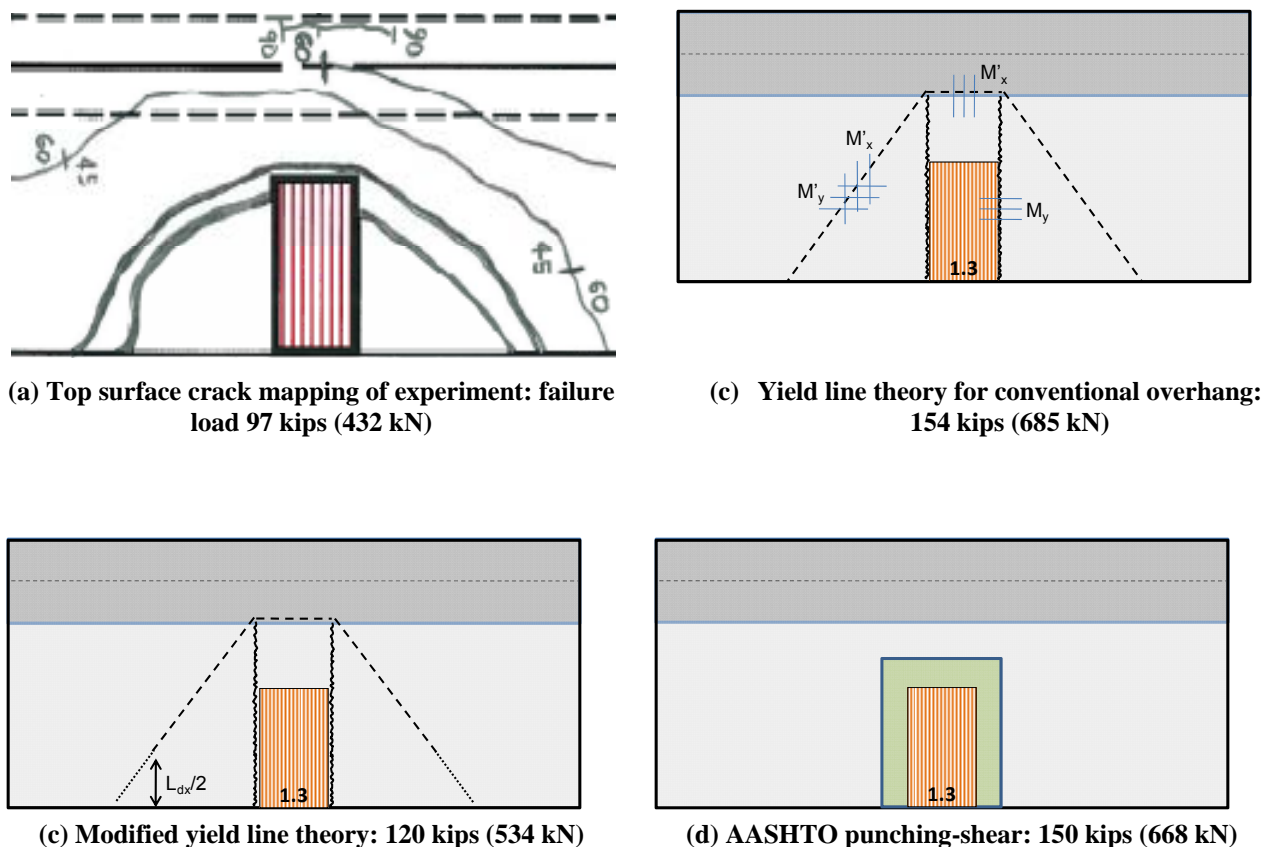 90
60
90
60
45
45
60
(a) Top surface crack mapping of experiment: failure
load 97 kips (432 kN)
M'x
M'x
M'y
My
1.3
(c) Yield line theory for conventional overhang:
154 kips (685 kN)
Ldx/2
1.3
(c) Modified yield line theory: 120 kips (534 kN)
1.3
(d) AASHTO punching-shear: 150 kips (668 kN)